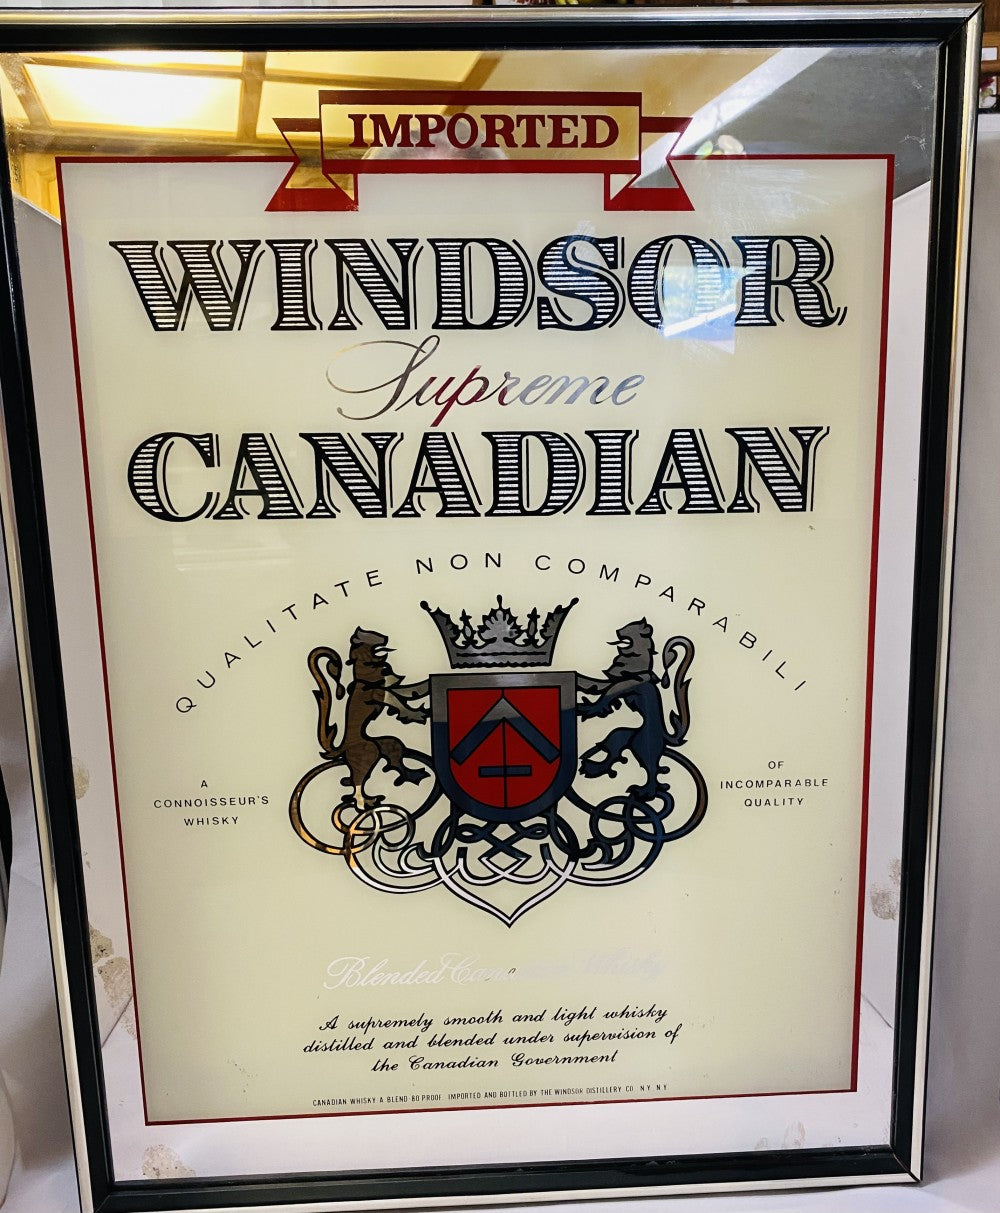 IMPORTED
WINDSOR
Supreme
CANADIAN
QUALITATE NON COMPARABILI
A
CONNOISSEUR'S
WHISKY
OF
INCOMPARABLE
QUALITY
Blended Canadian Whisky
A supremely smooth and light whisky
distilled and blended under supervision of
the Canadian Government
CANADIAN WHISKY A BLEND 80 PROOF. IMPORTED AND BOTTLED BY THE WINDSOR DISTILLERY CO. N.Y. N.Y.